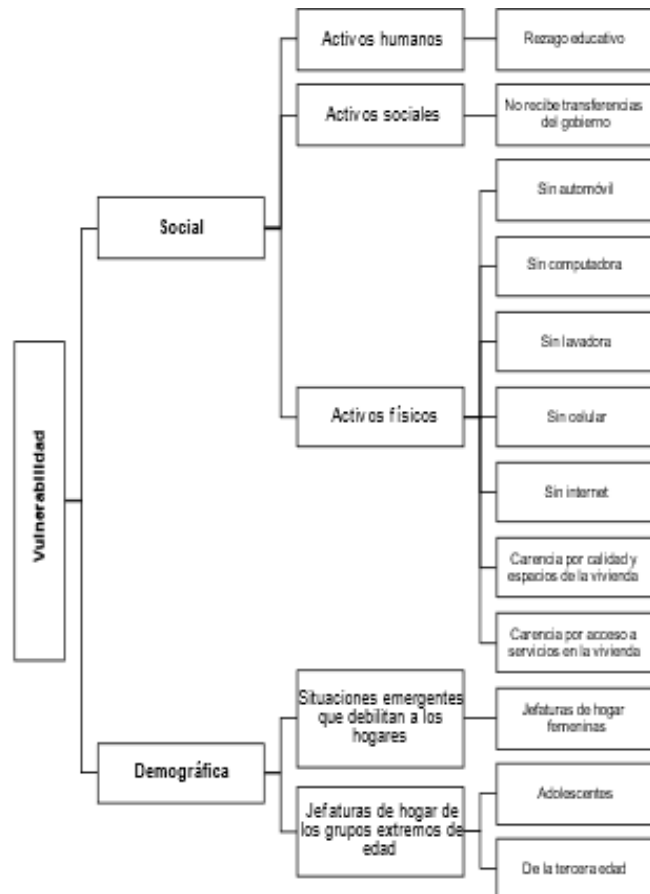 Vulnerabilidad
Social
Activos humanos
Rezago educativo
Activos sociales
No recibe transferencias
del gobierno
Activos físicos
Sin automóvil
Sin computadora
Sin lavadora
Sin celular
Sin internet
Carencia por calidad y
espacios de la vivienda
Carencia por acceso a
servicios en la vivienda
Demográfica
Situaciones emergentes
que debilitan a los
hogares
Jefaturas de hogar
femeninas
Jefaturas de hogar de
los grupos extremos de
edad
Adolescentes
De la tercera edad